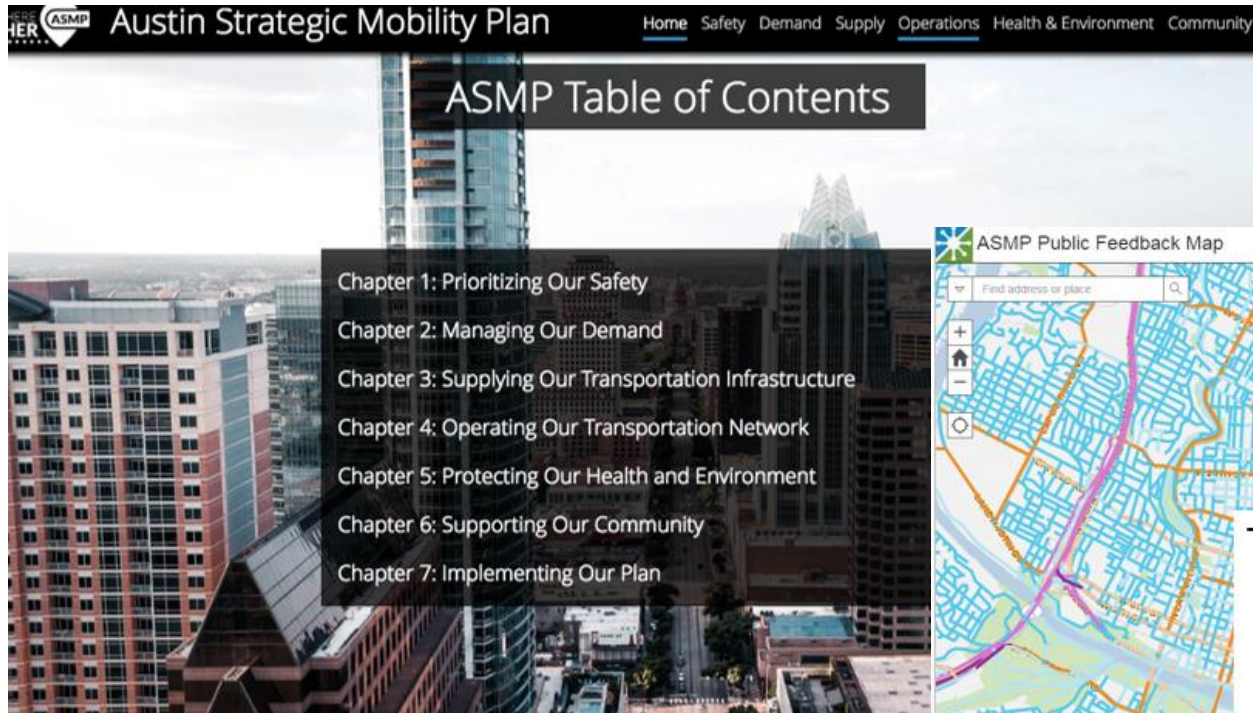 ASMP
Austin Strategic Mobility Plan
Home Safety Demand Supply Operations Health & Environment Community
ASMP Table of Contents
Chapter 1: Prioritizing Our Safety
Chapter 2: Managing Our Demand
Chapter 3: Supplying Our Transportation Infrastructure
Chapter 4: Operating Our Transportation Network
Chapter 5: Protecting Our Health and Environment
Chapter 6: Supporting Our Community
Chapter 7: Implementing Our Plan
ASMP Public Feedback Map
Find address or place